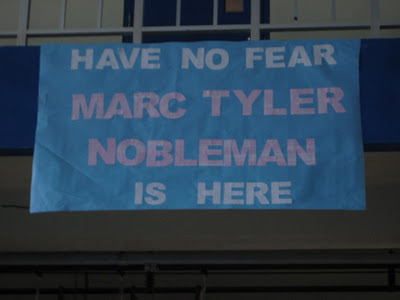 HAVE NO FEAR
MARC TYLER
NOBLEMAN
IS HERE